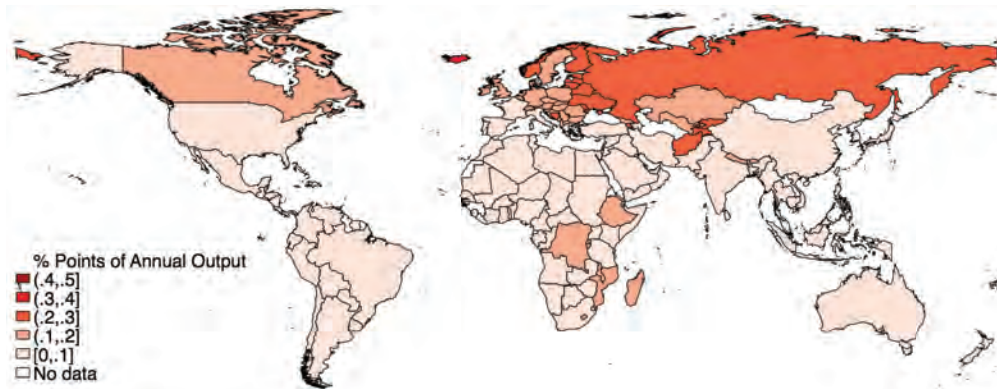 % Points of Annual Output
(.4,.5]
(.3,.4]
(.2,.3]
(.1,.2]
[0,.1]
No data